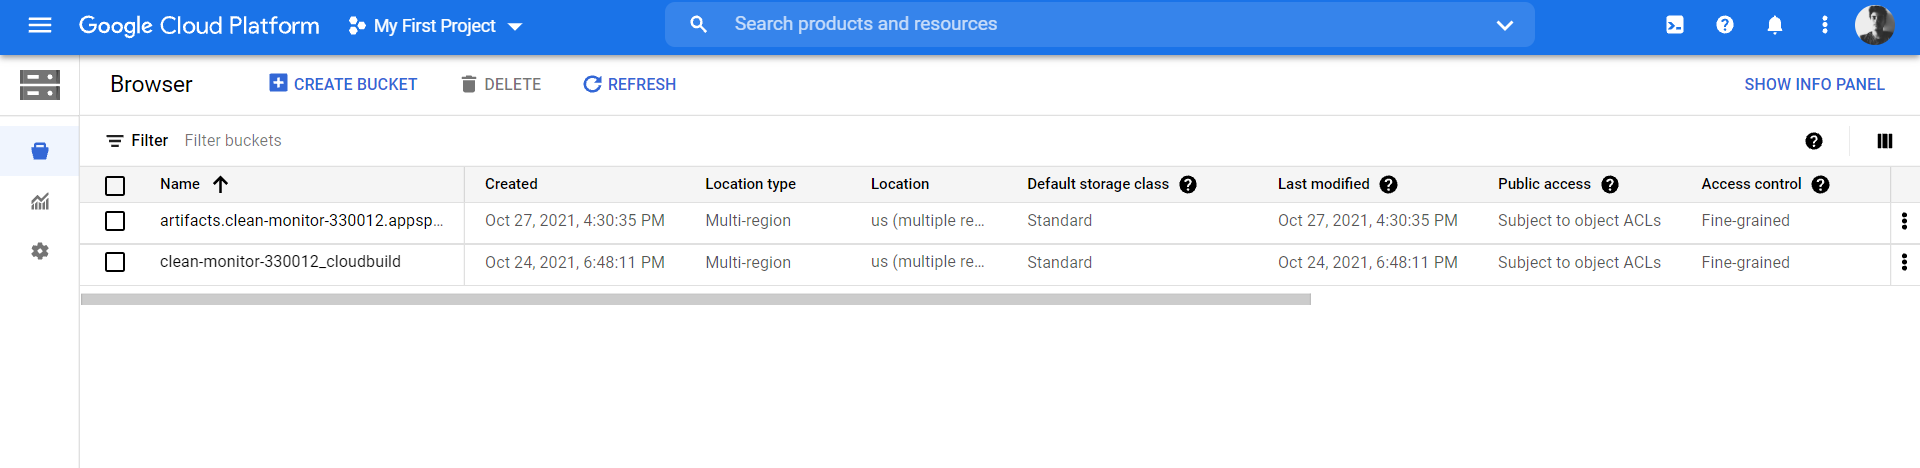 Google Cloud Platform My First Project Search products and resources
Browser CREATE BUCKET DELETE REFRESH SHOW INFO PANEL
Filter Filter buckets
Name Created Location type Location Default storage class Last modified Public access Access control
artifacts.clean-monitor-330012.appsp... Oct 27, 2021, 4:30:35 PM Multi-region us (multiple re... Standard Oct 27, 2021, 4:30:35 PM Subject to object ACLs Fine-grained
clean-monitor-330012_cloudbuild Oct 24, 2021, 6:48:11 PM Multi-region us (multiple re... Standard Oct 24, 2021, 6:48:11 PM Subject to object ACLs Fine-grained